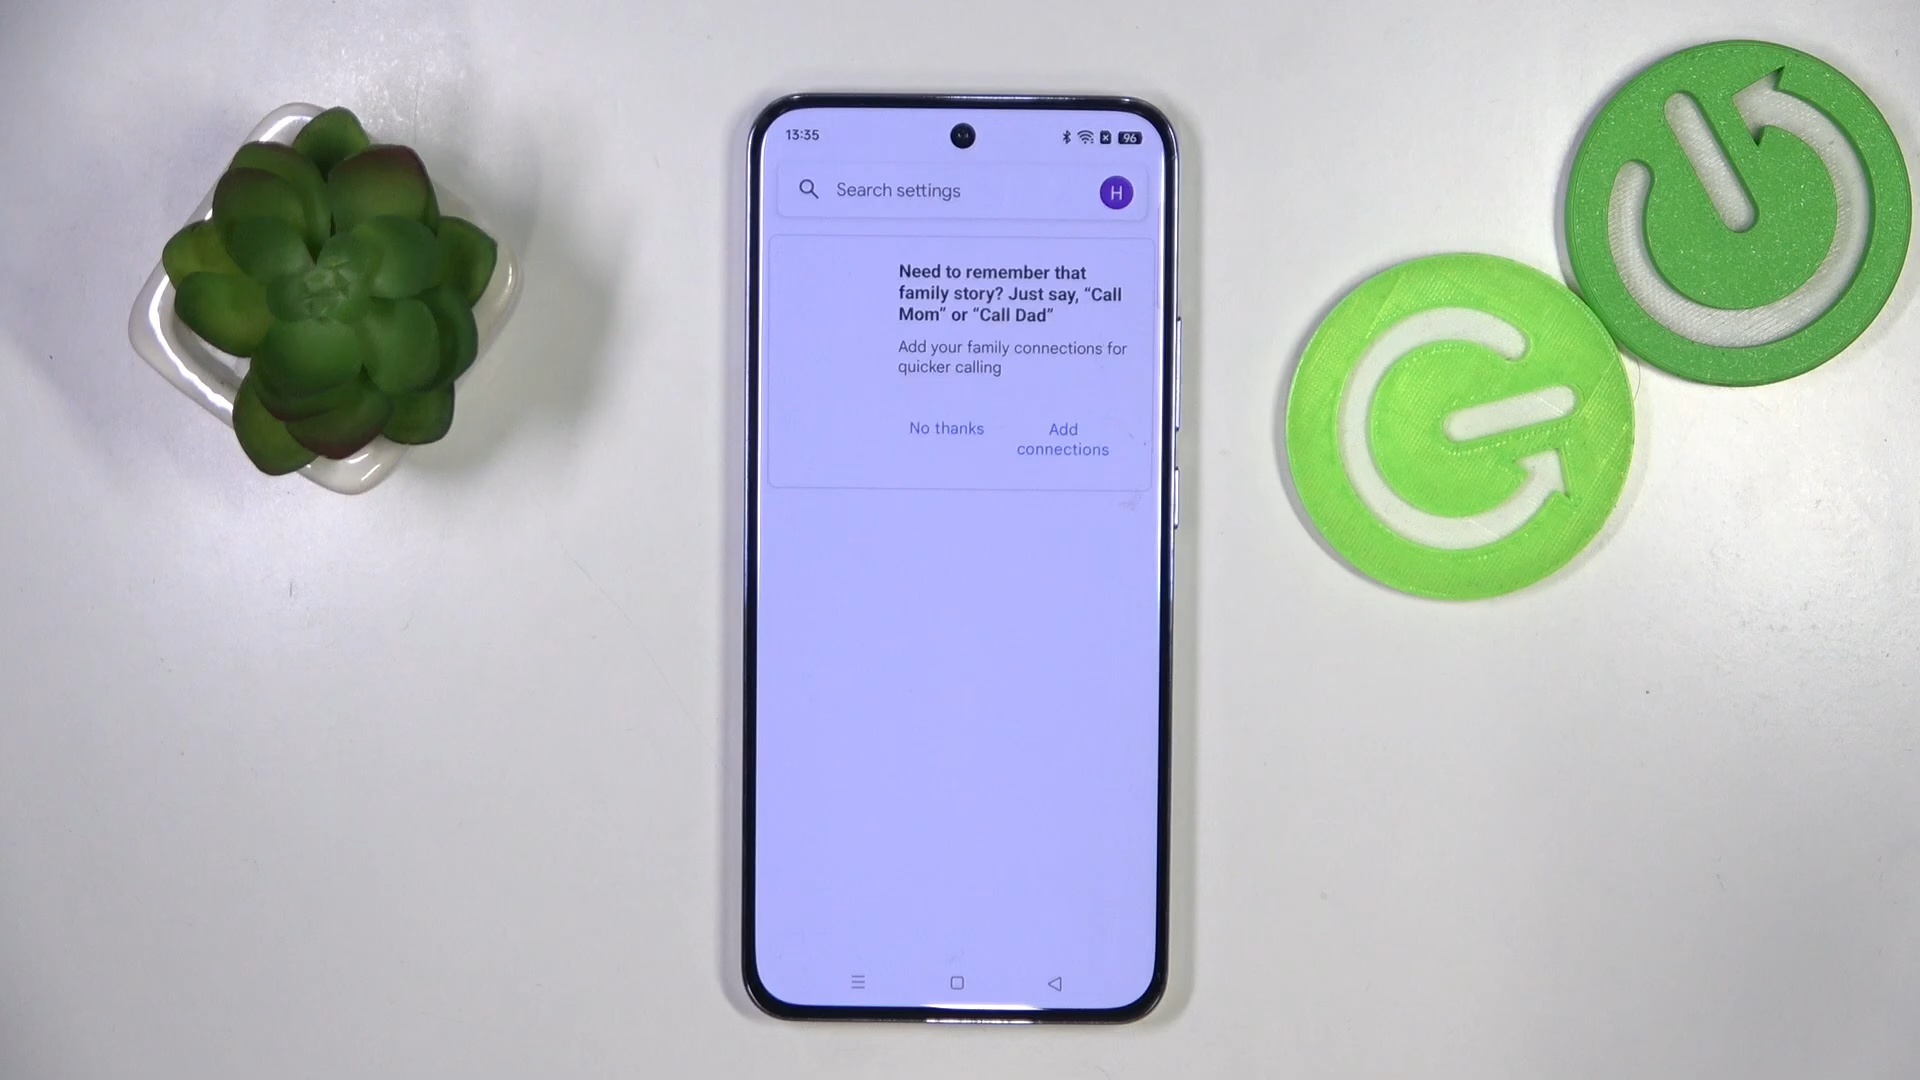 13:35
96
Search settings
H
Need to remember that
family story? Just say, “Call
Mom” or “Call Dad”
Add your family connections for
quicker calling
No thanks
Add
connections